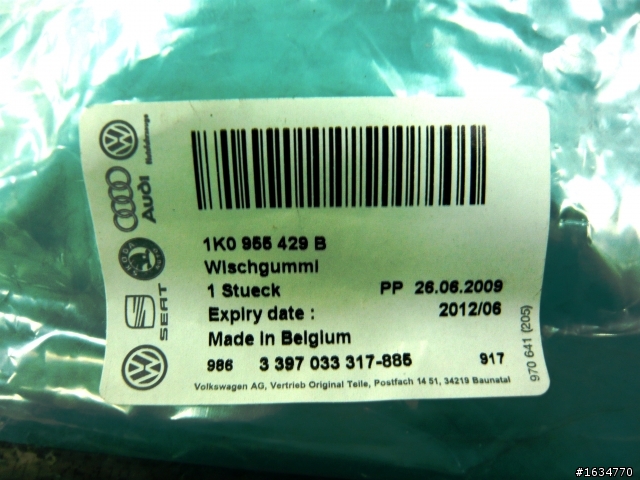 1K0 955 429 B
Wischgummi
1 Stueck PP 26.06.2009
Expiry date : 2012/06
Made in Belgium
986 3 397 033 317-885 917
Volkswagen AG, Vertrieb Original Teile, Postfach 14 51, 34219 Baunatal
970 641 (205)
SEAT
SKODA
Audi
#1634770